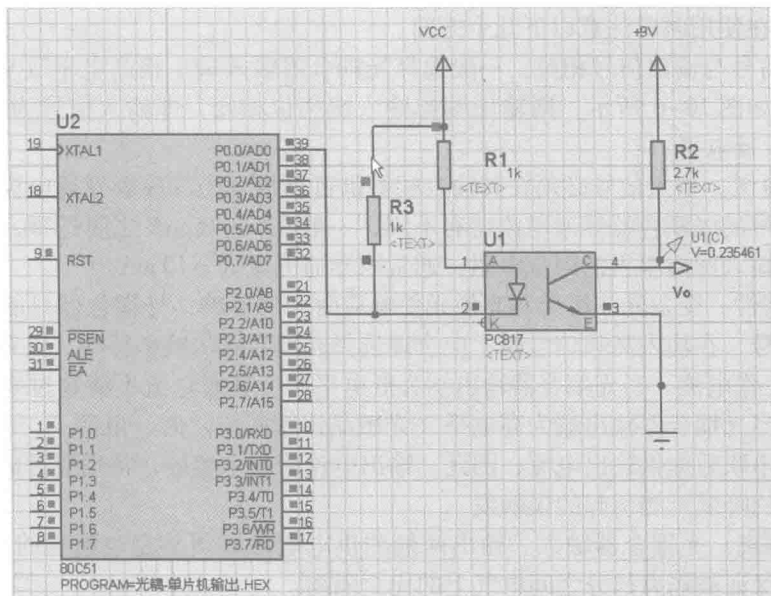 VCC
+9V
U2
19
XTAL1
18
XTAL2
9
RST
29
PSEN
30
ALE
31
EA
1
P1.0
2
P1.1
3
P1.2
4
P1.3
5
P1.4
6
P1.5
7
P1.6
8
P1.7
P0.0/AD0
39
P0.1/AD1
38
P0.2/AD2
37
P0.3/AD3
36
P0.4/AD4
35
P0.5/AD5
34
P0.6/AD6
33
P0.7/AD7
32
P2.0/A8
21
P2.1/A9
22
P2.2/A10
23
P2.3/A11
24
P2.4/A12
25
P2.5/A13
26
P2.6/A14
27
P2.7/A15
28
P3.0/RXD
10
P3.1/TXD
11
P3.2/INT0
12
P3.3/INT1
13
P3.4/T0
14
P3.5/T1
15
P3.6/WR
16
P3.7/RD
17
80C51
PROGRAM=光耦-单片机输出.HEX
R3
1k
<TEXT>
R1
1k
<TEXT>
R2
2.7k
<TEXT>
U1
1
A
C
4
2
K
E
3
PC817
<TEXT>
U1(C)
V=0.235461
Vo